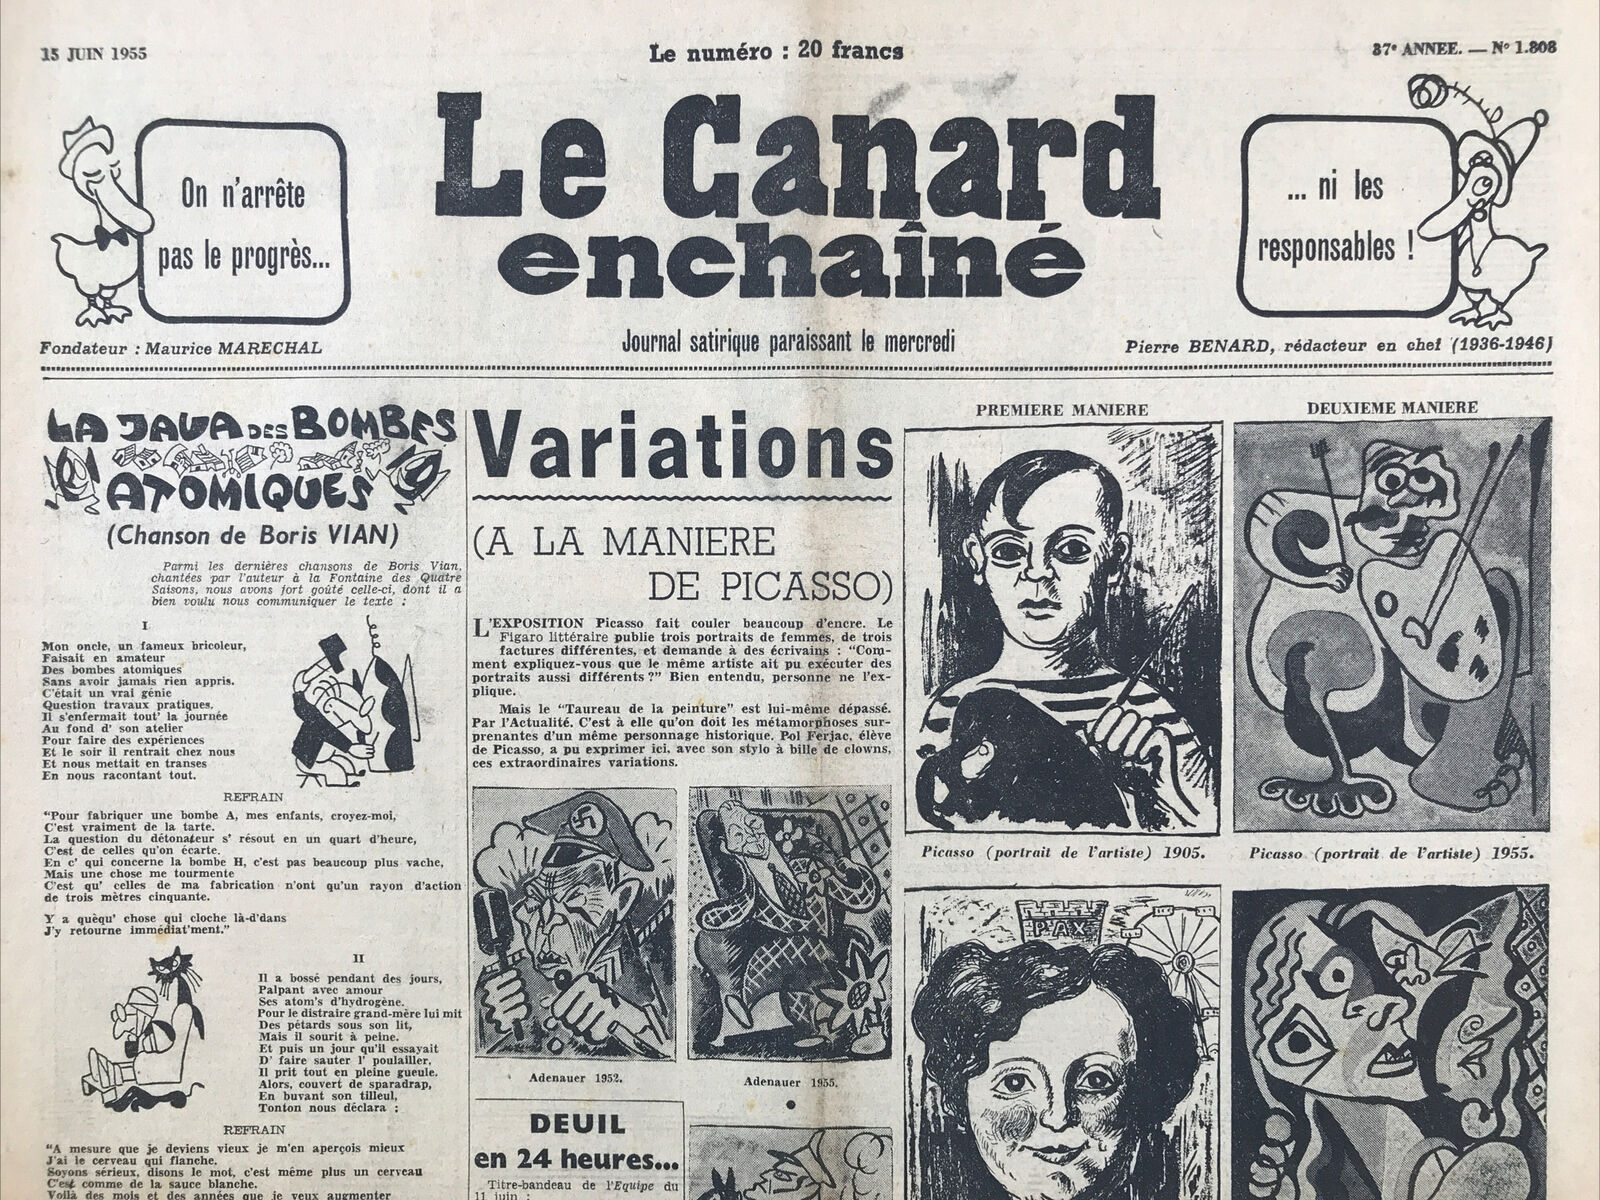 15 JUIN 1955
Le numéro : 20 francs
37e ANNEE. — No 1.808
On n'arrête
pas le progrès...
Le Canard
enchaîné
... ni les
responsables !
Fondateur : Maurice MARECHAL
Journal satirique paraissant le mercredi
Pierre BENARD, rédacteur en chef (1936-1946)
LA JAVA DES BOMBES
ATOMIQUES
(Chanson de Boris VIAN)
Parmi les dernières chansons de Boris Vian,
chantées par l'auteur à la Fontaine des Quatre
Saisons, nous avons fort goûté celle-ci, dont il a
bien voulu nous communiquer le texte :
I
Mon oncle, un fameux bricoleur,
Faisait en amateur
Des bombes atomiques
Sans avoir jamais rien appris.
C'était un vrai génie
Question travaux pratiques.
Il s'enfermait tout' la journée
Au fond d' son atelier
Pour faire des expériences
Et le soir il rentrait chez nous
Et nous mettait en transes
En nous racontant tout.
REFRAIN
"Pour fabriquer une bombe A, mes enfants, croyez-moi,
C'est vraiment de la tarte.
La question du détonateur s' résout en un quart d'heure,
C'est de celles qu'on écarte.
En c' qui concerne la bombe H, c'est pas beaucoup plus vache,
Mais une chose me tourmente
C'est qu' celles de ma fabrication n'ont qu'un rayon d'action
de trois mètres cinquante.
Y a quèqu' chose qui cloche là-d'dans
J'y retourne immédiat'ment."
II
Il a bossé pendant des jours,
Palpant avec amour
Ses atom's d'hydrogène.
Pour le distraire grand-mère lui mit
Des pétards sous son lit,
Mais il sourit à peine.
Et puis un jour qu'il essayait
D' faire sauter l' poulailler,
Il prit tout en pleine gueule.
Alors, couvert de sparadrap,
En buvant son tilleul,
Tonton nous déclara :
REFRAIN
"A mesure que je deviens vieux je m'en aperçois mieux
J'ai le cerveau qui flanche.
Soyons sérieux, disons le mot, c'est même plus un cerveau
C'est comme de la sauce blanche.
Voilà des mois et des années que je veux augmenter
Variations
(A LA MANIERE
DE PICASSO)
L'EXPOSITION Picasso fait couler beaucoup d'encre. Le
Figaro littéraire publie trois portraits de femmes, de trois
factures différentes, et demande à des écrivains : "Com-
ment expliquez-vous que le même artiste ait pu exécuter des
portraits aussi différents ?" Bien entendu, personne ne l'ex-
plique.
Mais le "Taureau de la peinture" est lui-même dépassé.
Par l'Actualité. C'est à elle qu'on doit les métamorphoses sur-
prenantes d'un même personnage historique. Pol Ferjac, élève
de Picasso, a pu exprimer ici, avec son stylo à bille de clowns,
ces extraordinaires variations.
Adenauer 1952.
Adenauer 1955.
DEUIL
en 24 heures...
Titre-bandeau de l'Equipe du
11 juin :
PREMIERE MANIERE
DEUXIEME MANIERE
Picasso (portrait de l'artiste) 1905.
Picasso (portrait de l'artiste) 1955.
PAX